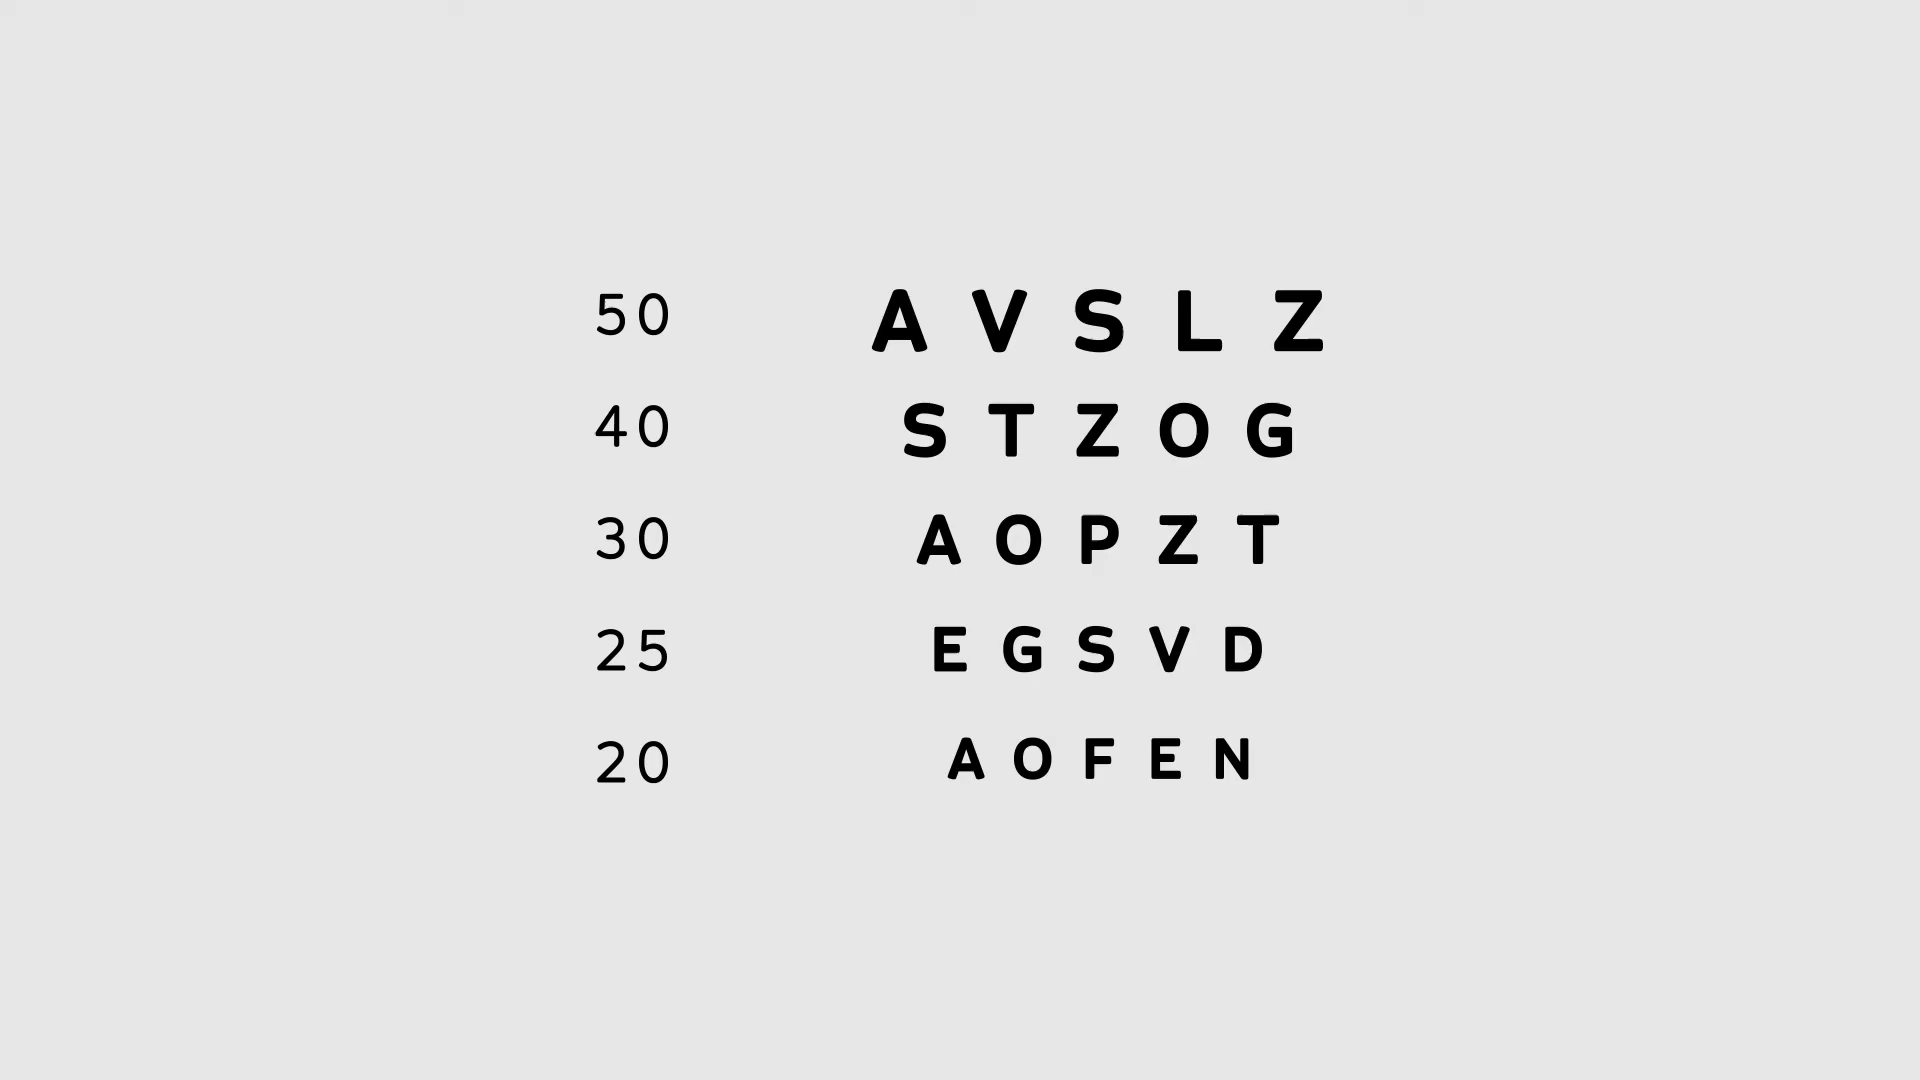 50 A V S L Z
40 S T Z O G
30 A O P Z T
25 E G S V D
20 A O F E N